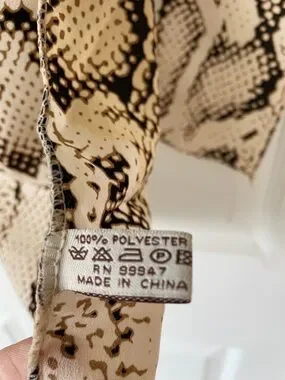 100% POLYESTER
RN 99947
MADE IN CHINA